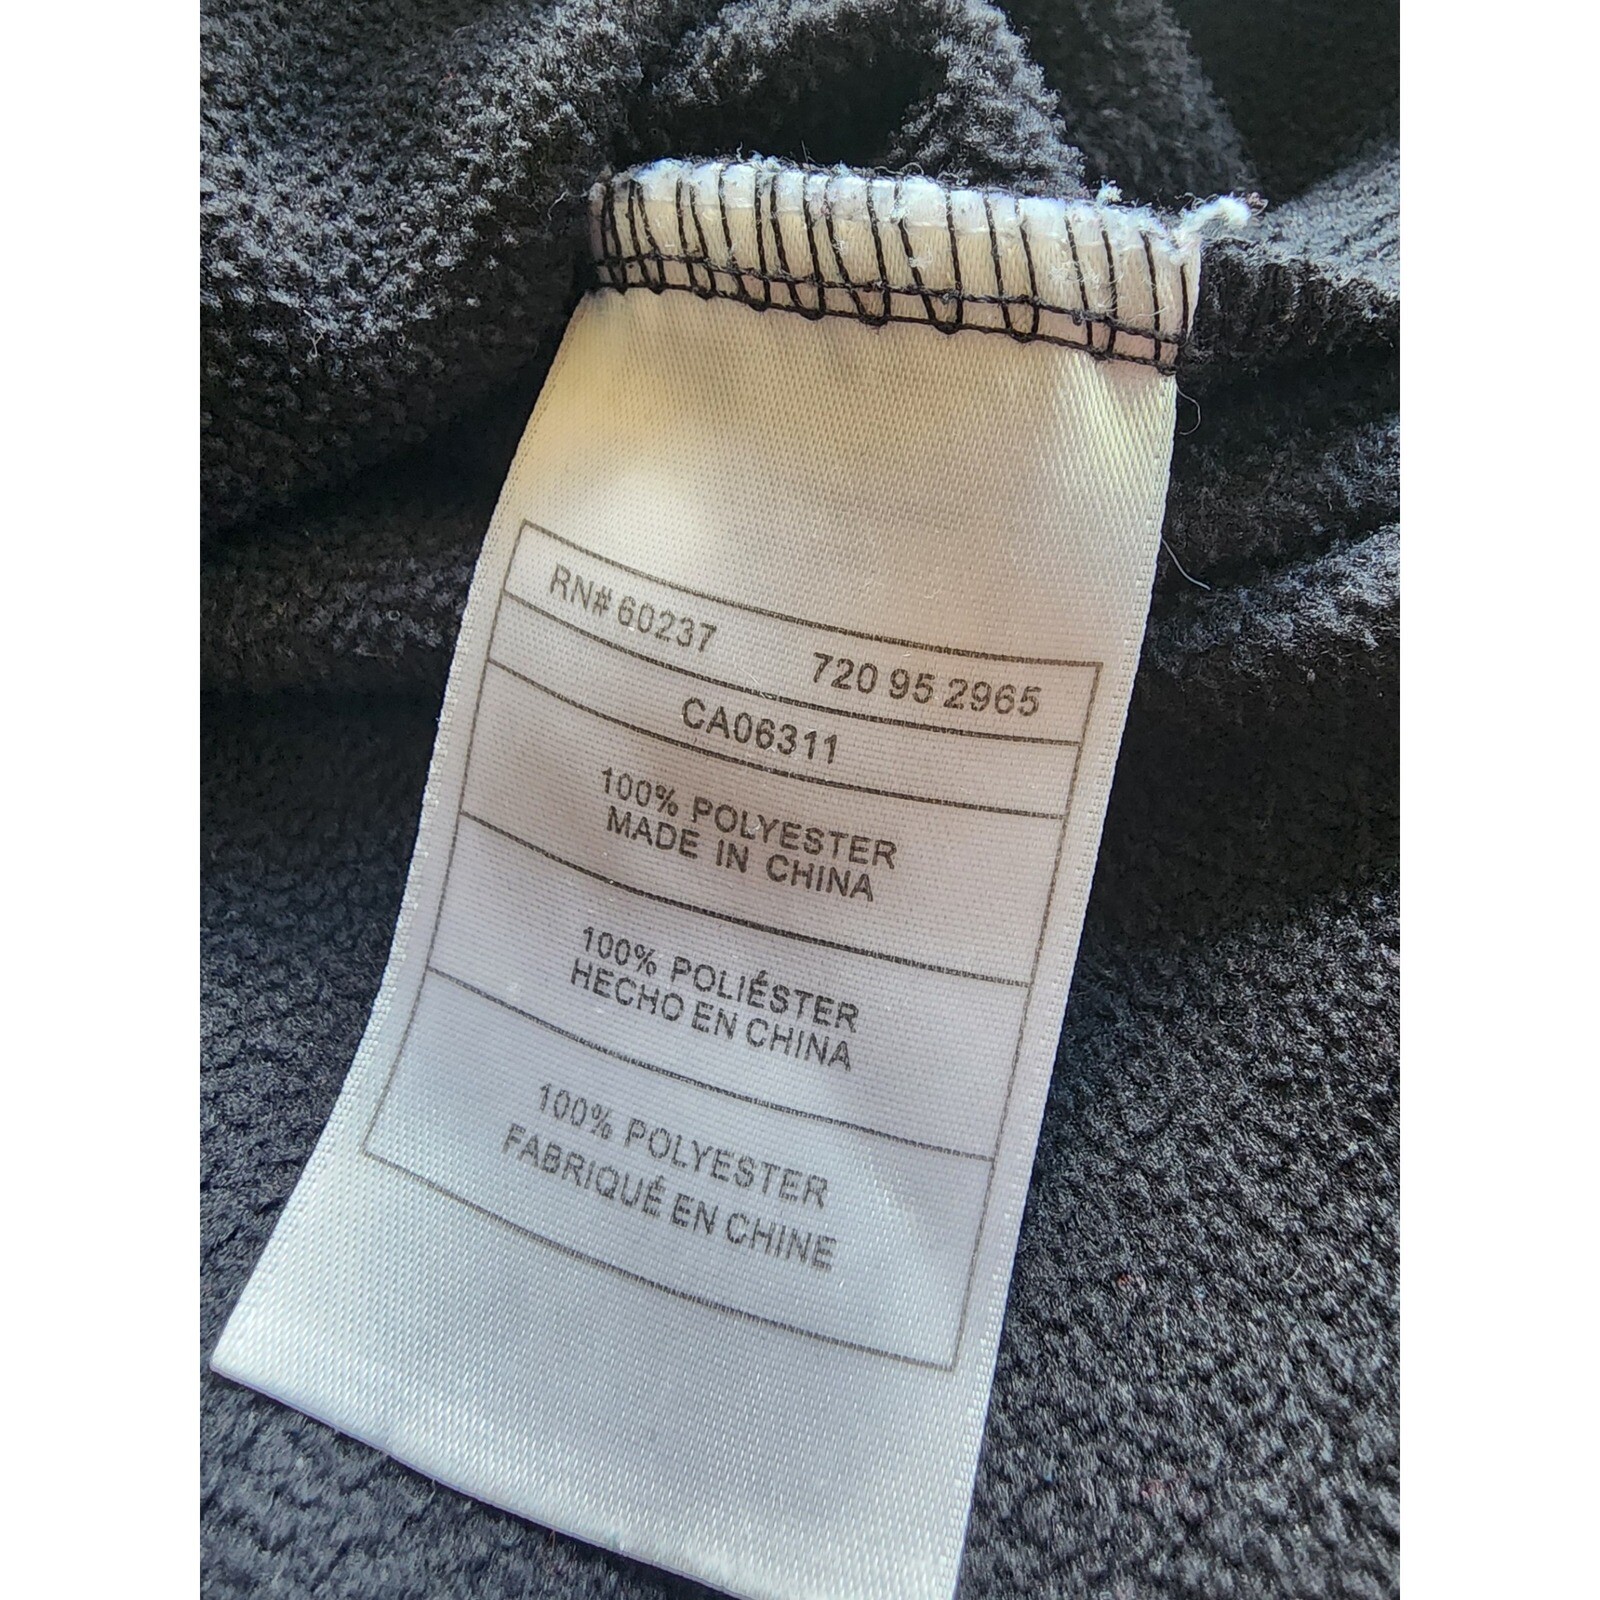 RN# 60237 720 95 2965
CA06311
100% POLYESTER
MADE IN CHINA
100% POLIÉSTER
HECHO EN CHINA
100% POLYESTER
FABRIQUÉ EN CHINE